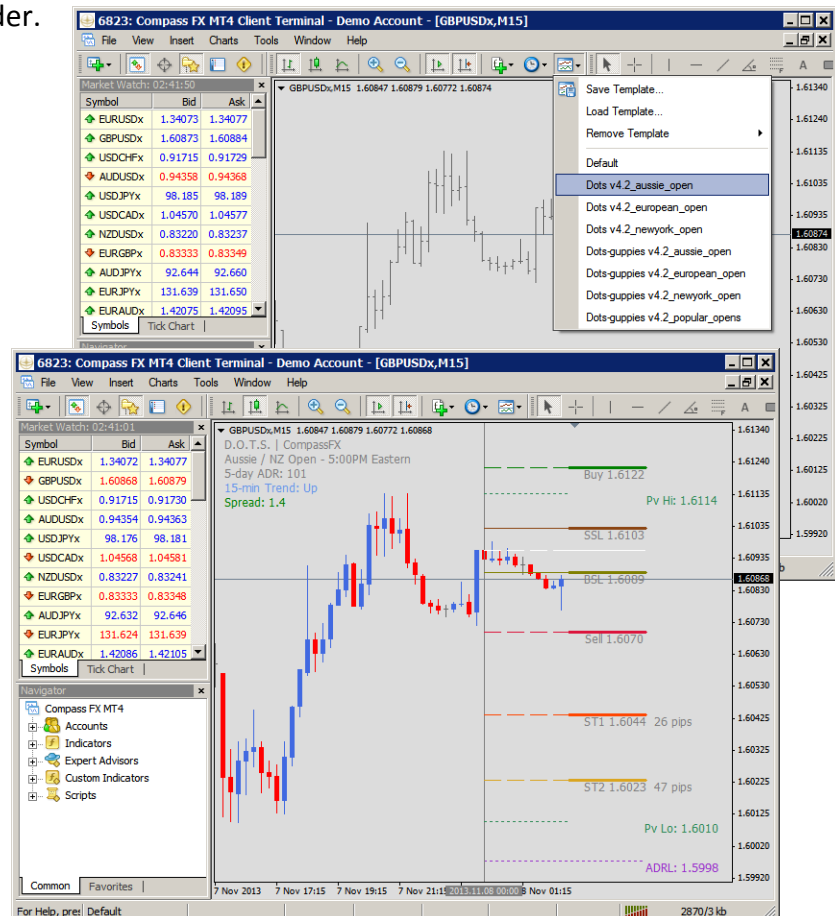 der.
6823: Compass FX MT4 Client Terminal - Demo Account - [GBPUSDx,M15]
File View Insert Charts Tools Window Help
Market Watch: 02:41:50
Symbol Bid Ask
EURUSDx 1.34073 1.34077
GBPUSDx 1.60873 1.60884
USDCHFx 0.91715 0.91729
AUDUSDx 0.94358 0.94368
USDJPYx 98.185 98.189
USDCADx 1.04570 1.04577
NZDUSDx 0.83220 0.83237
EURGBPx 0.83333 0.83349
AUDJPYx 92.644 92.660
EURJPYx 131.639 131.650
EURAUDx 1.42075 1.42095
Symbols Tick Chart
Navigator
GBPUSDx,M15 1.60847 1.60879 1.60772 1.60874
Save Template...
Load Template...
Remove Template
Default
Dots v4.2_aussie_open
Dots v4.2_european_open
Dots v4.2_newyork_open
Dots-guppies v4.2_aussie_open
Dots-guppies v4.2_european_open
Dots-guppies v4.2_newyork_open
Dots-guppies v4.2_popular_opens
A
1.61340
1.61240
1.61135
1.61035
1.60935
1.60874
1.60830
1.60730
1.60630
1.60530
1.60425
1.60325
1.60225
1.60125
1.60020
1.59920
b
6823: Compass FX MT4 Client Terminal - Demo Account - [GBPUSDx,M15]
File View Insert Charts Tools Window Help
A
Market Watch: 02:41:01
Symbol Bid Ask
EURUSDx 1.34072 1.34077
GBPUSDx 1.60868 1.60879
USDCHFx 0.91715 0.91730
AUDUSDx 0.94354 0.94363
USDJPYx 98.176 98.181
USDCADx 1.04568 1.04581
NZDUSDx 0.83227 0.83241
EURGBPx 0.83333 0.83348
AUDJPYx 92.632 92.646
EURJPYx 131.624 131.639
EURAUDx 1.42086 1.42105
Symbols Tick Chart
Navigator
Compass FX MT4
Accounts
Indicators
Expert Advisors
Custom Indicators
Scripts
Common Favorites
GBPUSDx,M15 1.60847 1.60879 1.60772 1.60868
D.O.T.S. | CompassFX
Aussie / NZ Open - 5:00PM Eastern
5-day ADR: 101
15-min Trend: Up
Spread: 1.4
Buy 1.6122
Pv Hi: 1.6114
SSL 1.6103
BSL 1.6089
Sell 1.6070
ST1 1.6044 26 pips
ST2 1.6023 47 pips
Pv Lo: 1.6010
ADRL: 1.5998
1.61340
1.61240
1.61135
1.61035
1.60935
1.60868
1.60830
1.60730
1.60630
1.60530
1.60425
1.60325
1.60225
1.60125
1.60020
1.59920
7 Nov 2013 7 Nov 17:15 7 Nov 19:15 7 Nov 21:15 2013.11.08 00:00 8 Nov 01:15
For Help, pres Default 2870/3 kb